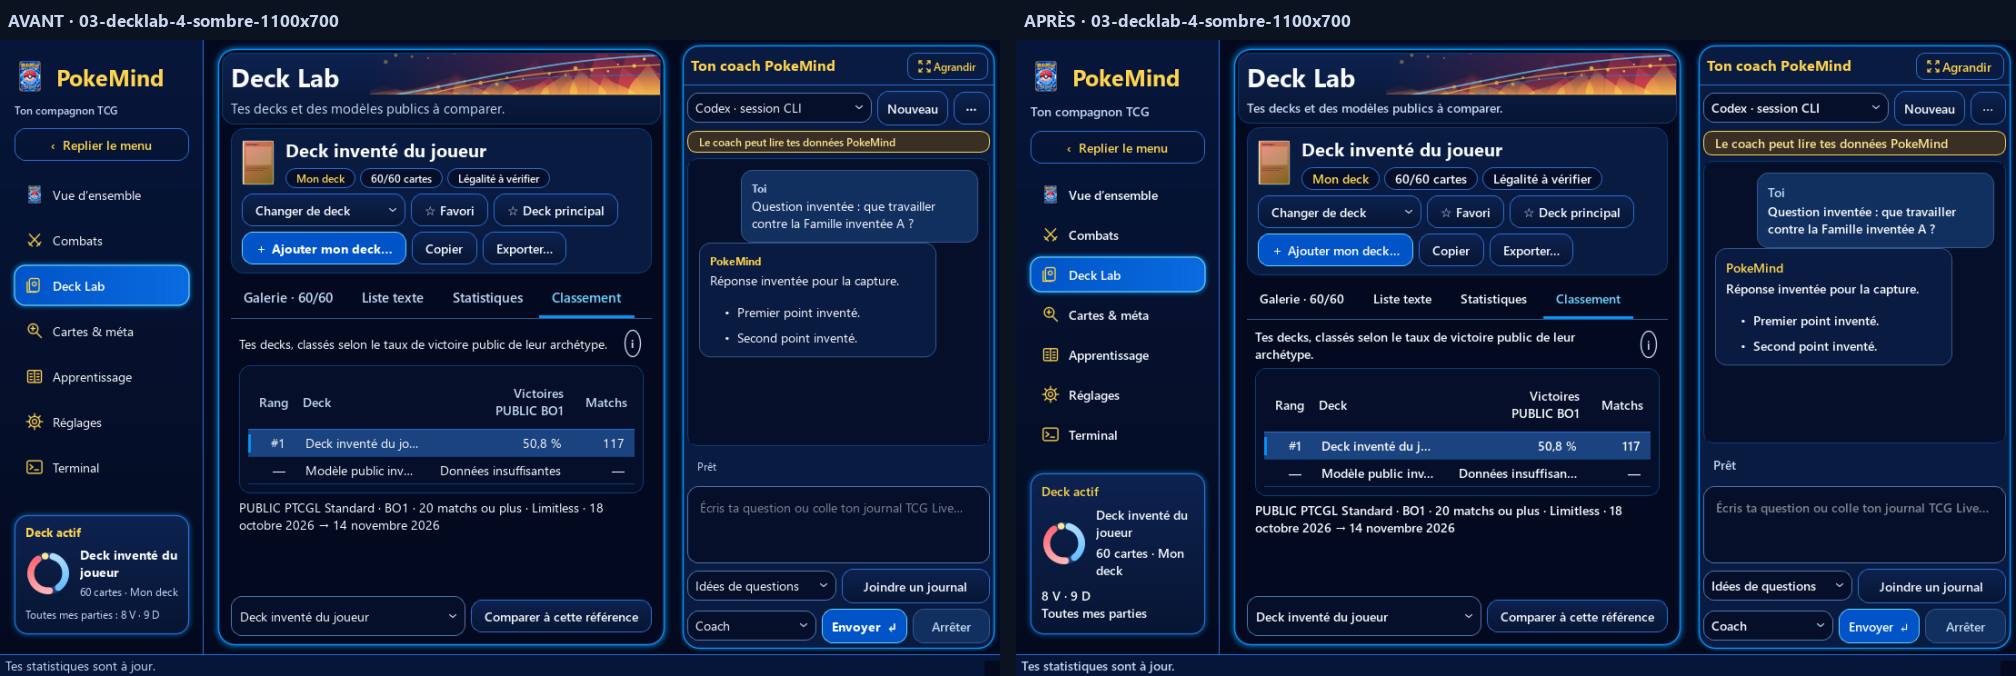 AVANT · 03-decklab-4-sombre-1100x700
PokeMind
Ton compagnon TCG
‹ Replier le menu
Vue d'ensemble
Combats
Deck Lab
Cartes & méta
Apprentissage
Réglages
Terminal
Deck actif
Deck inventé du
joueur
60 cartes · Mon deck
Toutes mes parties : 8 V · 9 D
Deck Lab
Tes decks et des modèles publics à comparer.
Deck inventé du joueur
Mon deck
60/60 cartes
Légalité à vérifier
Changer de deck
☆ Favori
☆ Deck principal
+ Ajouter mon deck...
Copier
Exporter...
Galerie · 60/60
Liste texte
Statistiques
Classement
Tes decks, classés selon le taux de victoire public de leur archétype.
i
Rang
Deck
Victoires
PUBLIC BO1
Matchs
#1 Deck inventé du jo... 50,8 % 117
— Modèle public inv... Données insuffisantes —
PUBLIC PTCGL Standard · BO1 · 20 matchs ou plus · Limitless · 18
octobre 2026 → 14 novembre 2026
Deck inventé du joueur
Comparer à cette référence
Ton coach PokeMind
Agrandir
Codex · session CLI
Nouveau
...
Le coach peut lire tes données PokeMind
Toi
Question inventée : que travailler
contre la Famille inventée A ?
PokeMind
Réponse inventée pour la capture.
• Premier point inventé.
• Second point inventé.
Prêt
Écris ta question ou colle ton journal TCG Live...
Idées de questions
Joindre un journal
Coach
Envoyer ↵
Arrêter
Tes statistiques sont à jour.
APRÈS · 03-decklab-4-sombre-1100x700
PokeMind
Ton compagnon TCG
‹ Replier le menu
Vue d'ensemble
Combats
Deck Lab
Cartes & méta
Apprentissage
Réglages
Terminal
Deck actif
Deck inventé du
joueur
60 cartes · Mon
deck
8 V · 9 D
Toutes mes parties
Deck Lab
Tes decks et des modèles publics à comparer.
Deck inventé du joueur
Mon deck
60/60 cartes
Légalité à vérifier
Changer de deck
☆ Favori
☆ Deck principal
+ Ajouter mon deck...
Copier
Exporter...
Galerie · 60/60
Liste texte
Statistiques
Classement
Tes decks, classés selon le taux de victoire public de leur
archétype.
i
Rang
Deck
Victoires
PUBLIC BO1
Matchs
#1 Deck inventé du j... 50,8 % 117
— Modèle public inv... Données insuffisan... —
PUBLIC PTCGL Standard · BO1 · 20 matchs ou plus · Limitless · 18
octobre 2026 → 14 novembre 2026
Deck inventé du joueur
Comparer à cette référence
Ton coach PokeMind
Agrandir
Codex · session CLI
Nouveau
...
Le coach peut lire tes données PokeMind
Toi
Question inventée : que travailler
contre la Famille inventée A ?
PokeMind
Réponse inventée pour la capture.
• Premier point inventé.
• Second point inventé.
Prêt
Écris ta question ou colle ton journal TCG Live...
Idées de questions
Joindre un journal
Coach
Envoyer ↵
Arrêter
Tes statistiques sont à jour.